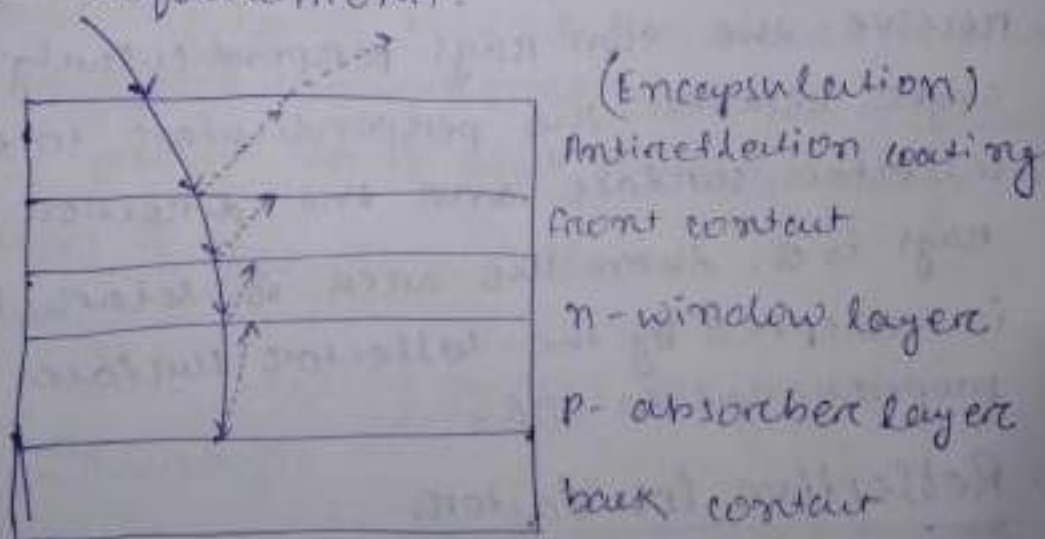 (Encapsulation)
Antireflection coating
front contact
n-window layer
P-absorber layer
back contact